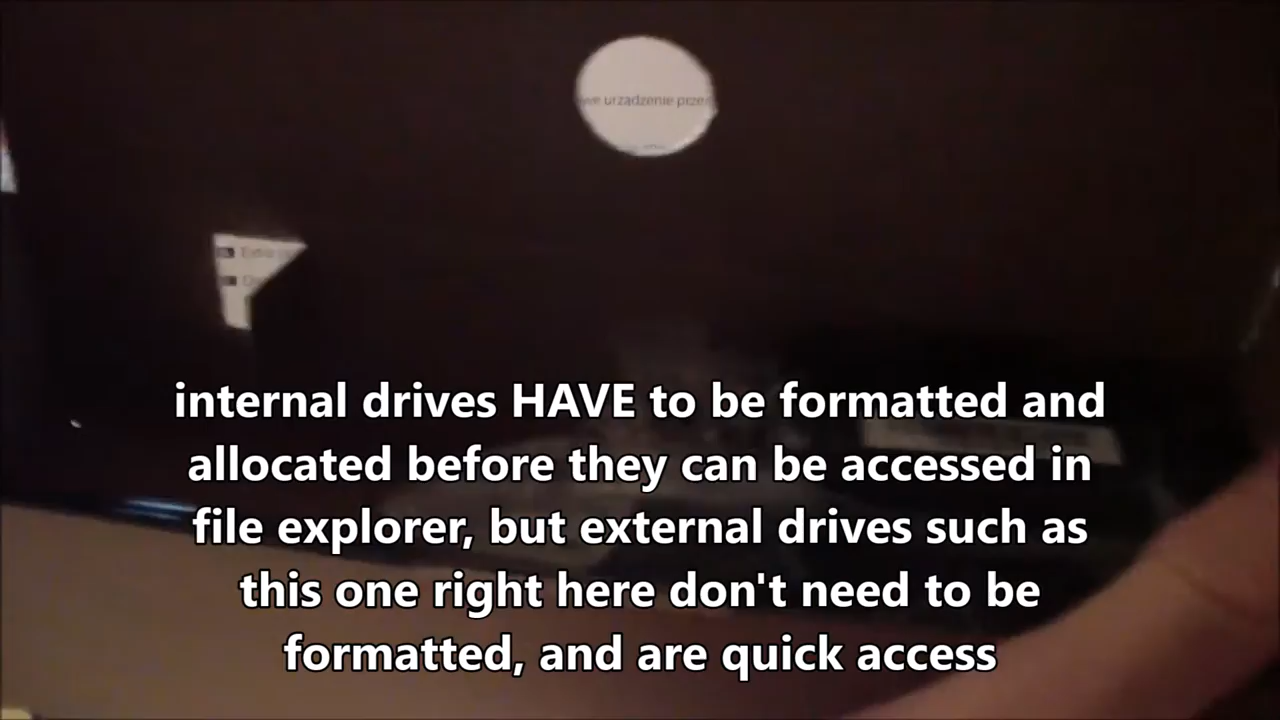 urządzenie
internal drives HAVE to be formatted and
allocated before they can be accessed in
file explorer, but external drives such as
this one right here don't need to be
formatted, and are quick access